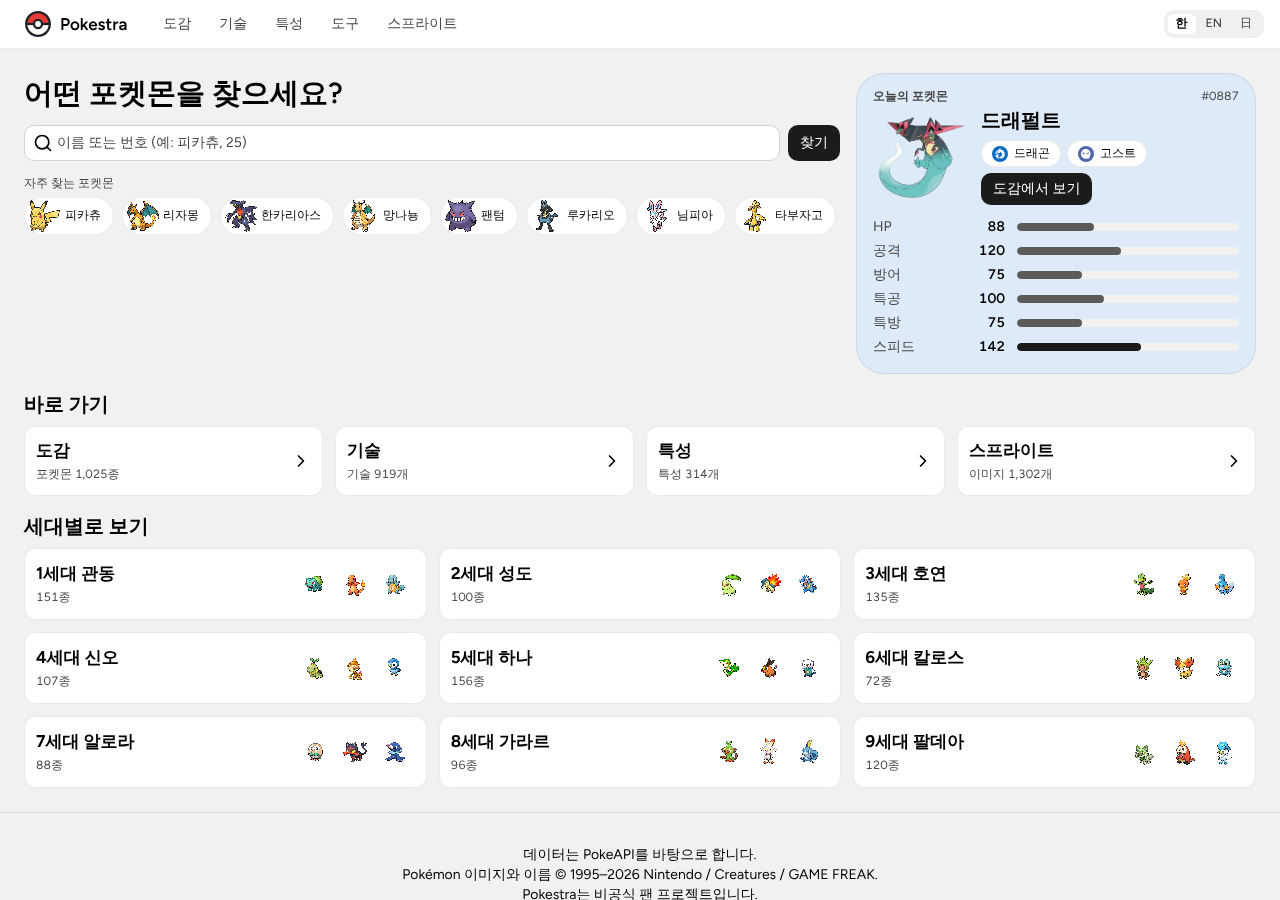 Pokestra 도감 기술 특성 도구 스프라이트 한 EN 日
어떤 포켓몬을 찾으세요?
이름 또는 번호 (예: 피카츄, 25) 찾기
자주 찾는 포켓몬
피카츄 리자몽 한카리아스 망나뇽 팬텀 루카리오 님피아 타부자고
오늘의 포켓몬 #0887
드래펄트
드래곤 고스트
도감에서 보기
HP 88
공격 120
방어 75
특공 100
특방 75
스피드 142
바로 가기
도감
포켓몬 1,025종
기술
기술 919개
특성
특성 314개
스프라이트
이미지 1,302개
세대별로 보기
1세대 관동
151종
2세대 성도
100종
3세대 호연
135종
4세대 신오
107종
5세대 하나
156종
6세대 칼로스
72종
7세대 알로라
88종
8세대 가라르
96종
9세대 팔데아
120종
데이터는 PokeAPI를 바탕으로 합니다.
Pokémon 이미지와 이름 © 1995–2026 Nintendo / Creatures / GAME FREAK.
Pokestra는 비공식 팬 프로젝트입니다.